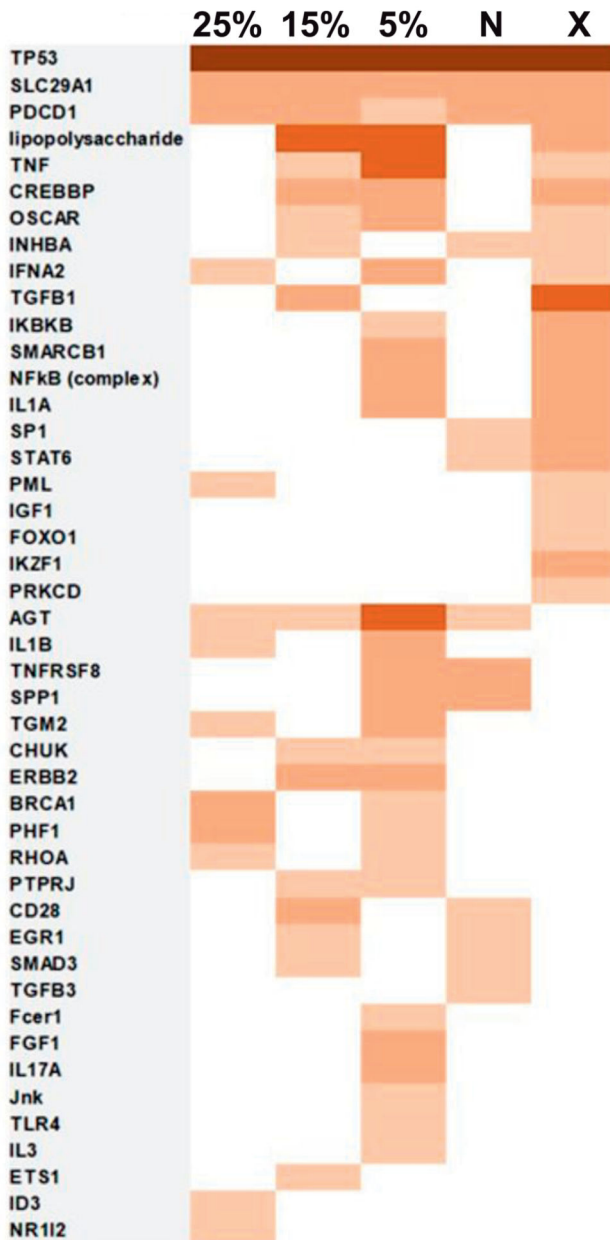 25% 15% 5% N X
TP53
SLC29A1
PDCD1
lipopolysaccharide
TNF
CREBBP
OSCAR
INHBA
IFNA2
TGFB1
IKBKB
SMARCB1
NFkB (complex)
IL1A
SP1
STAT6
PML
IGF1
FOXO1
IKZF1
PRKCD
AGT
IL1B
TNFRSF8
SPP1
TGM2
CHUK
ERBB2
BRCA1
PHF1
RHOA
PTPRJ
CD28
EGR1
SMAD3
TGFB3
Fcer1
FGF1
IL17A
Jnk
TLR4
IL3
ETS1
ID3
NR1I2